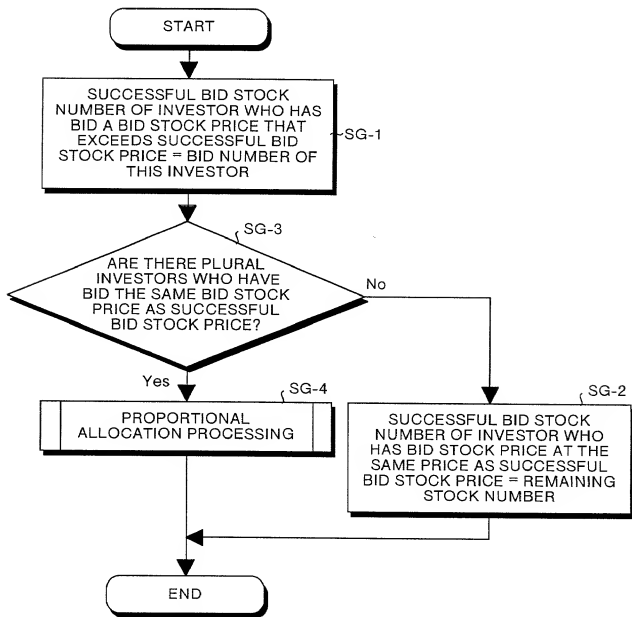 START
SUCCESSFUL BID STOCK
NUMBER OF INVESTOR WHO HAS
BID A BID STOCK PRICE THAT
EXCEEDS SUCCESSFUL BID
STOCK PRICE = BID NUMBER OF
THIS INVESTOR
SG-1
SG-3
ARE THERE PLURAL
INVESTORS WHO HAVE
BID THE SAME BID STOCK
PRICE AS SUCCESSFUL
BID STOCK PRICE?
No
Yes
SG-4
PROPORTIONAL
ALLOCATION PROCESSING
SG-2
SUCCESSFUL BID STOCK
NUMBER OF INVESTOR WHO
HAS BID STOCK PRICE AT THE
SAME PRICE AS SUCCESSFUL
BID STOCK PRICE = REMAINING
STOCK NUMBER
END